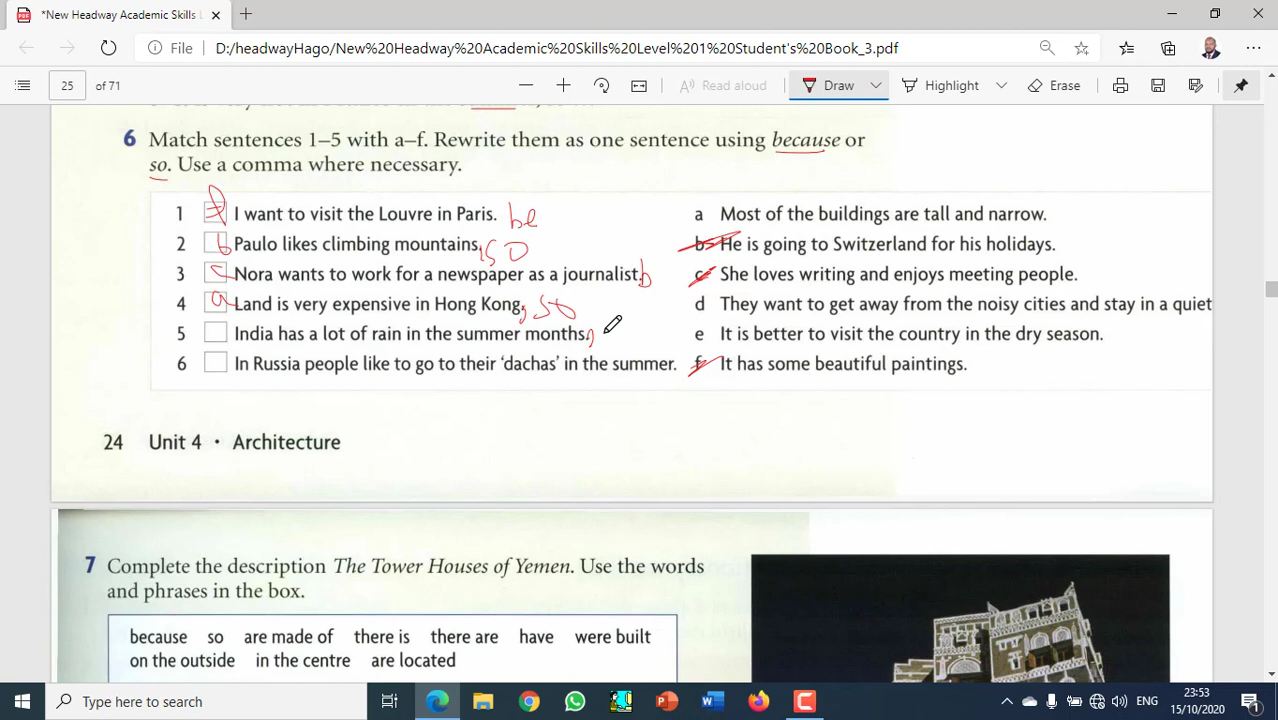 *New Headway Academic Skills L
File D:/headwayHago/New%20Headway%20Academic%20Skills%20Level%201%20Student's%20Book_3.pdf
25 of 71 Read aloud Draw Highlight Erase
6 Match sentences 1–5 with a–f. Rewrite them as one sentence using because or
so. Use a comma where necessary.
1 f I want to visit the Louvre in Paris. be a Most of the buildings are tall and narrow.
2 b Paulo likes climbing mountains, so b He is going to Switzerland for his holidays.
3 c Nora wants to work for a newspaper as a journalist. b c She loves writing and enjoys meeting people.
4 a Land is very expensive in Hong Kong, so d They want to get away from the noisy cities and stay in a quiet
5 India has a lot of rain in the summer months, e It is better to visit the country in the dry season.
6 In Russia people like to go to their 'dachas' in the summer. f It has some beautiful paintings.
24 Unit 4 • Architecture
7 Complete the description The Tower Houses of Yemen. Use the words
and phrases in the box.
because so are made of there is there are have were built
on the outside in the centre are located
Type here to search
ENG
23:53
15/10/2020